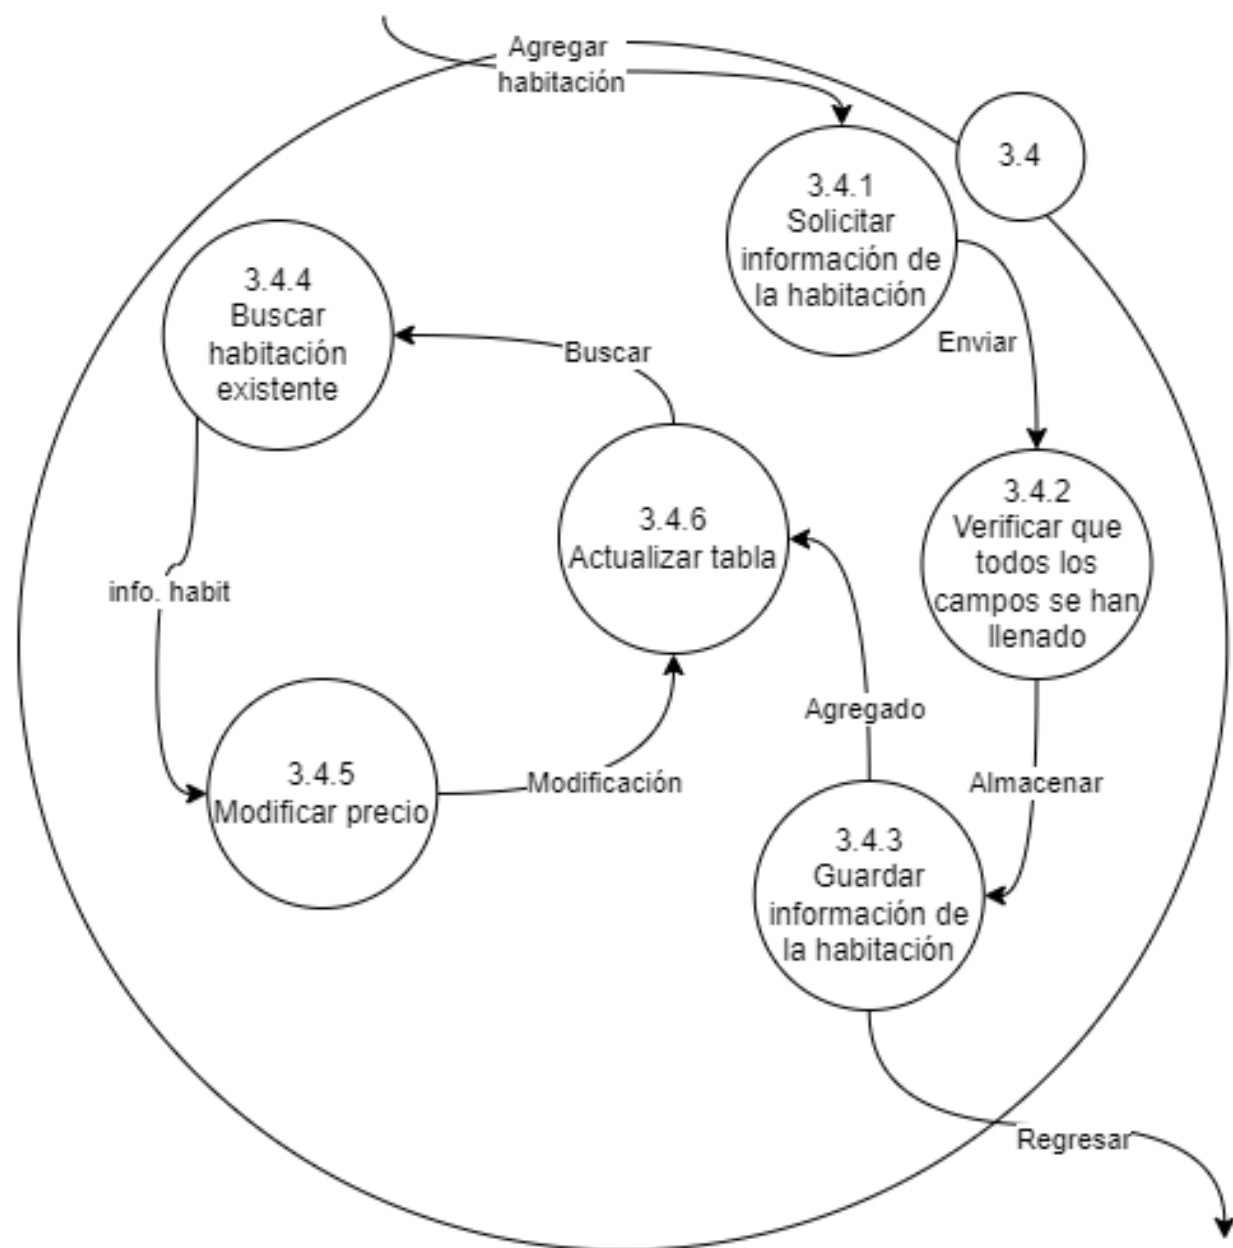 Agregar
habitación
3.4
3.4.1
Solicitar
información de
la habitación
3.4.4
Buscar
habitación
existente
Enviar
Buscar
3.4.2
Verificar que
todos los
campos se han
llenado
3.4.6
Actualizar tabla
info. habit
Agregado
3.4.5
Modificar precio
Modificación
Almacenar
3.4.3
Guardar
información de
la habitación
Regresar